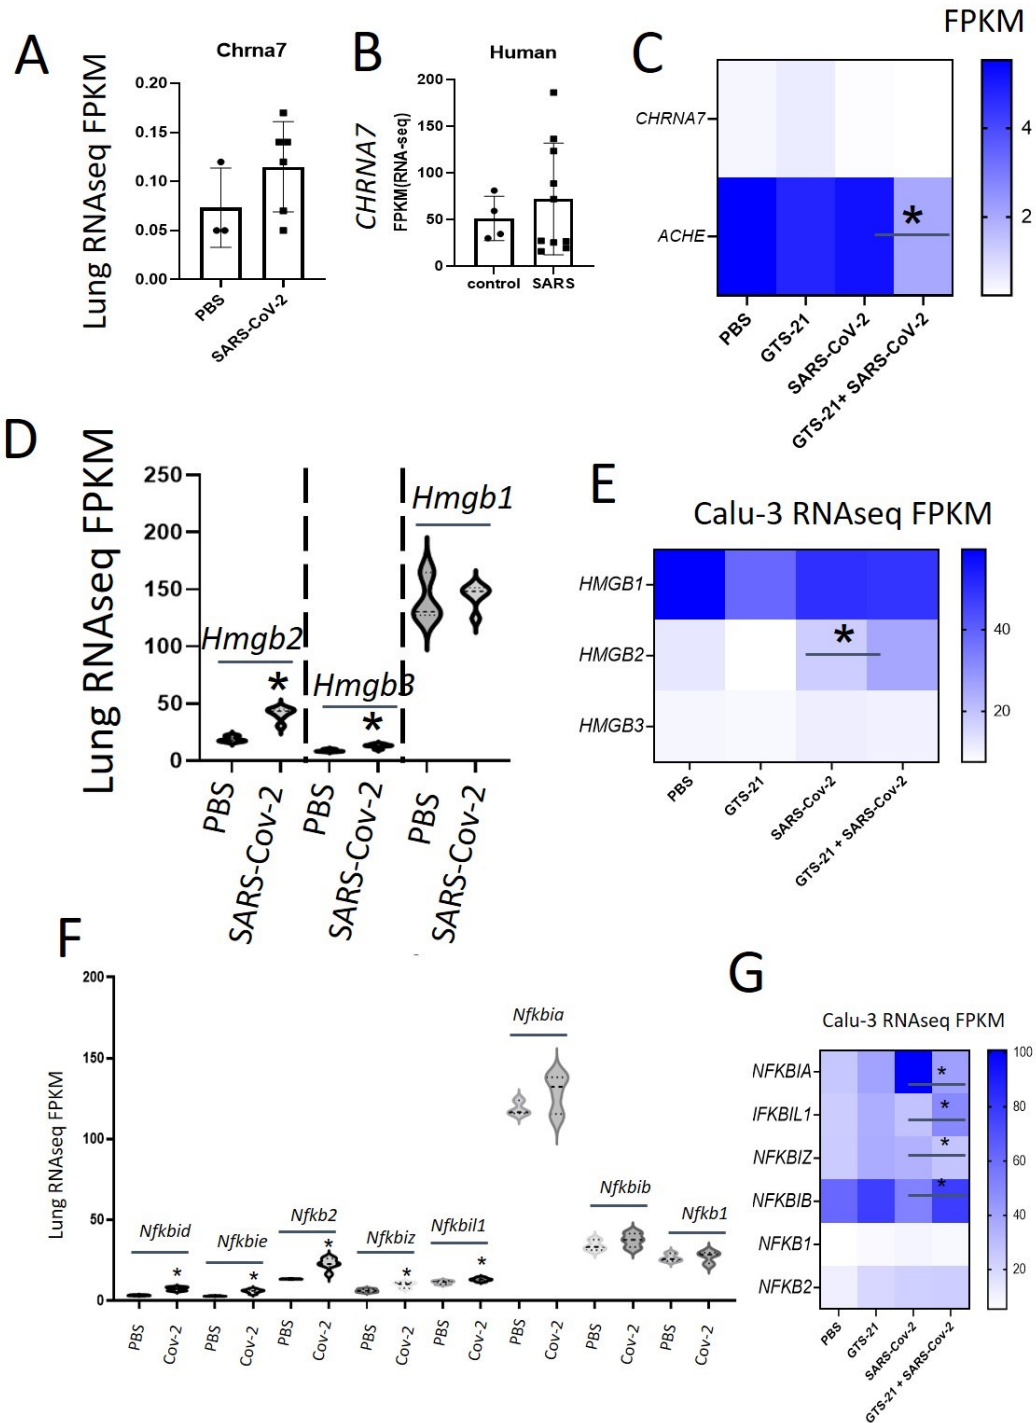 A
Chrna7
Lung RNAseq FPKM
0.20
0.15
0.10
0.05
0.00
PBS
SARS-CoV-2
B
Human
CHRNA7
FPKM(RNA-seq)
200
150
100
50
0
control
SARS
C
FPKM
CHRNA7
ACHE
*
4
2
PBS
GTS-21
SARS-CoV-2
GTS-21+ SARS-CoV-2
D
Lung RNAseq FPKM
250
200
150
100
50
0
Hmgb2
*
Hmgb3
*
Hmgb1
PBS
SARS-Cov-2
PBS
SARS-Cov-2
PBS
SARS-Cov-2
E
Calu-3 RNAseq FPKM
HMGB1
HMGB2
HMGB3
*
40
20
PBS
GTS-21
SARS-Cov-2
GTS-21 + SARS-CoV-2
F
Lung RNAseq FPKM
200
150
100
50
0
Nfkbid
*
Nfkbie
*
Nfkb2
*
Nfkbiz
*
Nfkbil1
*
Nfkbia
Nfkbib
Nfkb1
PBS
Cov-2
PBS
Cov-2
PBS
Cov-2
PBS
Cov-2
PBS
Cov-2
PBS
Cov-2
PBS
Cov-2
PBS
Cov-2
G
Calu-3 RNAseq FPKM
NFKBIA
IFKBIL1
NFKBIZ
NFKBIB
NFKB1
NFKB2
*
*
*
*
100
80
60
40
20
PBS
GTS-21
SARS-CoV-2
GTS-21 + SARS-CoV-2